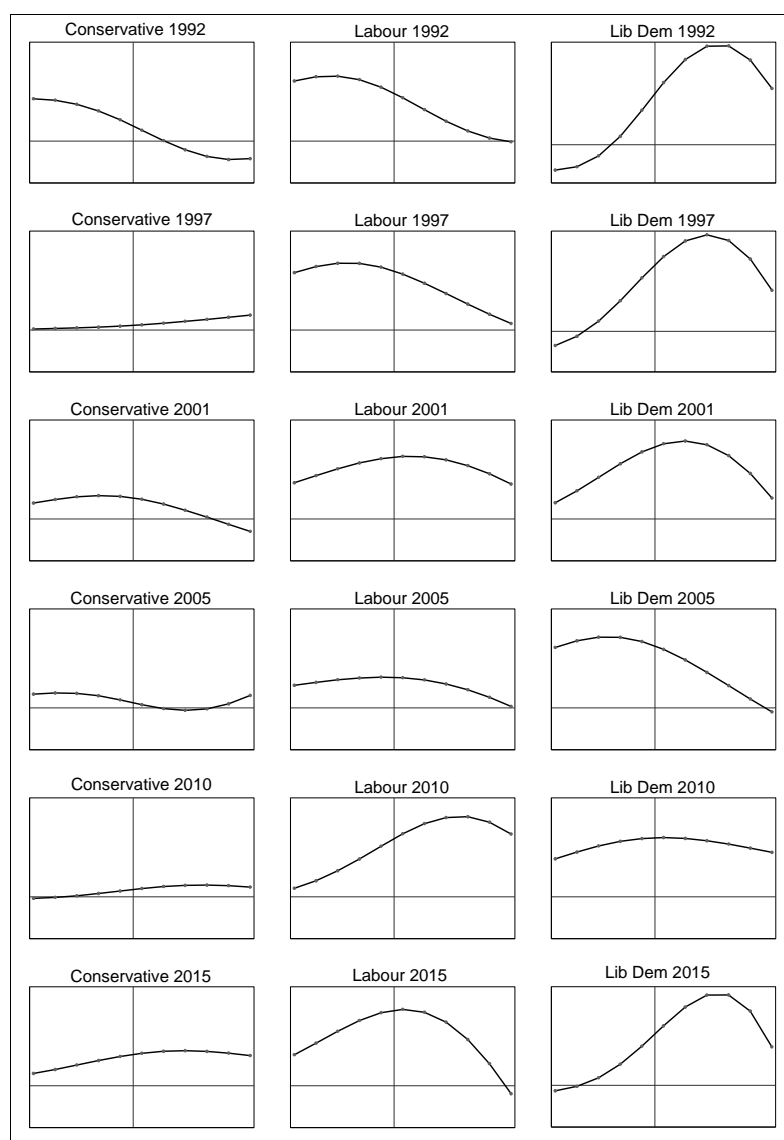 Conservative 1992
Labour 1992
Lib Dem 1992
Conservative 1997
Labour 1997
Lib Dem 1997
Conservative 2001
Labour 2001
Lib Dem 2001
Conservative 2005
Labour 2005
Lib Dem 2005
Conservative 2010
Labour 2010
Lib Dem 2010
Conservative 2015
Labour 2015
Lib Dem 2015